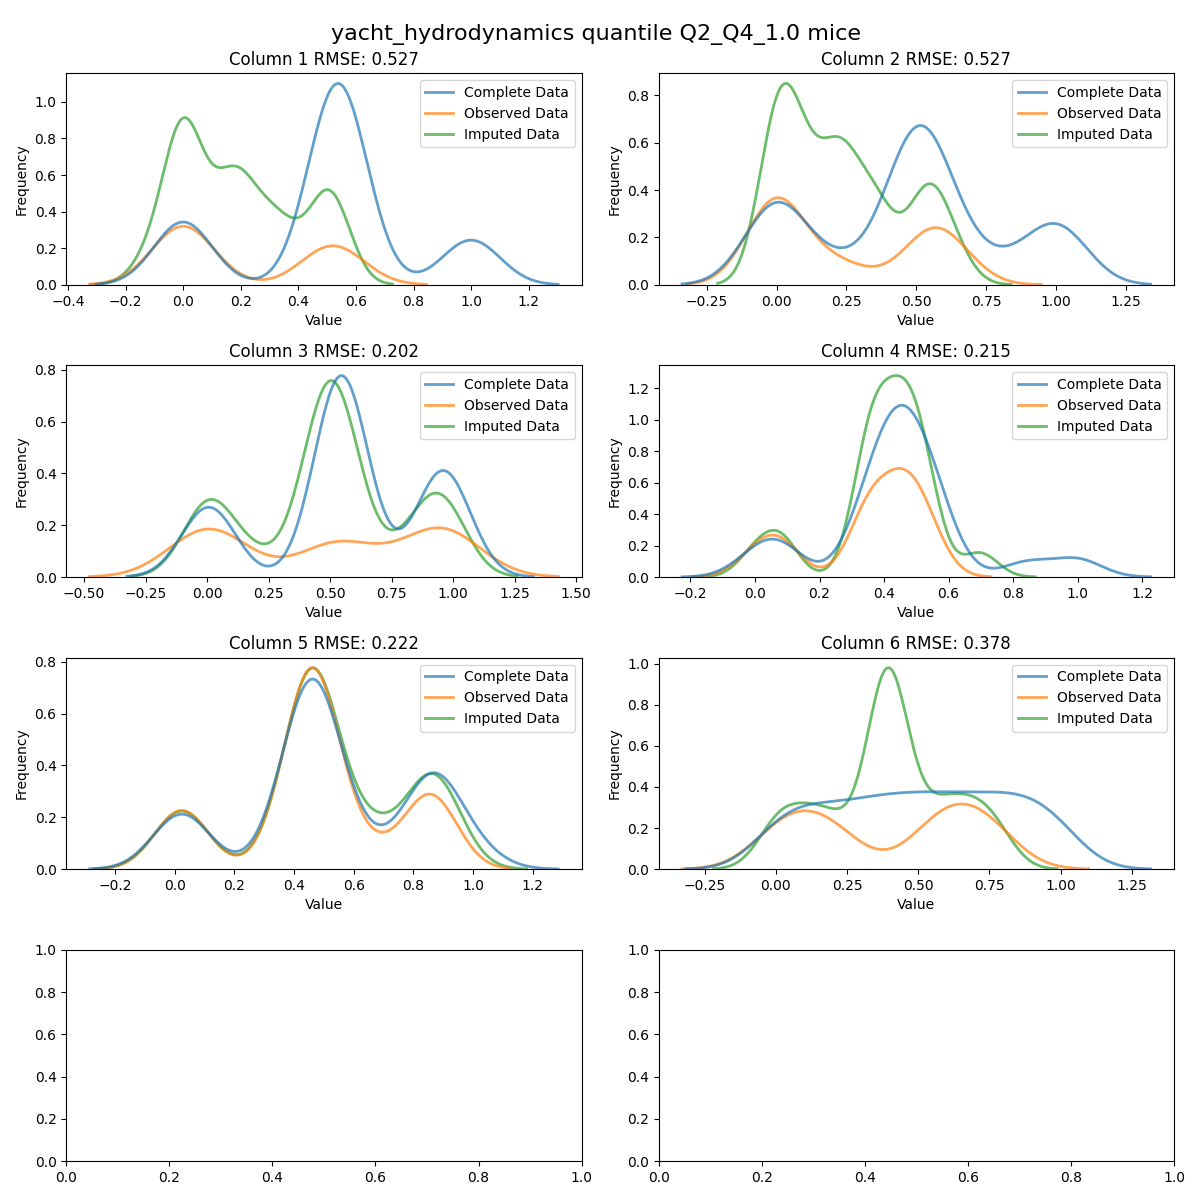 yacht_hydrodynamics quantile Q2_Q4_1.0 mice
Column 1 RMSE: 0.527
Frequency
1.0
0.8
0.6
0.4
0.2
0.0
Complete Data
Observed Data
Imputed Data
−0.4 −0.2 0.0 0.2 0.4 0.6 0.8 1.0 1.2
Value
Column 2 RMSE: 0.527
Frequency
0.8
0.6
0.4
0.2
0.0
Complete Data
Observed Data
Imputed Data
−0.25 0.00 0.25 0.50 0.75 1.00 1.25
Value
Column 3 RMSE: 0.202
Frequency
0.8
0.6
0.4
0.2
0.0
Complete Data
Observed Data
Imputed Data
−0.50 −0.25 0.00 0.25 0.50 0.75 1.00 1.25 1.50
Value
Column 4 RMSE: 0.215
Frequency
1.2
1.0
0.8
0.6
0.4
0.2
0.0
Complete Data
Observed Data
Imputed Data
−0.2 0.0 0.2 0.4 0.6 0.8 1.0 1.2
Value
Column 5 RMSE: 0.222
Frequency
0.8
0.6
0.4
0.2
0.0
Complete Data
Observed Data
Imputed Data
−0.2 0.0 0.2 0.4 0.6 0.8 1.0 1.2
Value
Column 6 RMSE: 0.378
Frequency
1.0
0.8
0.6
0.4
0.2
0.0
Complete Data
Observed Data
Imputed Data
−0.25 0.00 0.25 0.50 0.75 1.00 1.25
Value
1.0
0.8
0.6
0.4
0.2
0.0
0.0 0.2 0.4 0.6 0.8 1.0
1.0
0.8
0.6
0.4
0.2
0.0
0.0 0.2 0.4 0.6 0.8 1.0